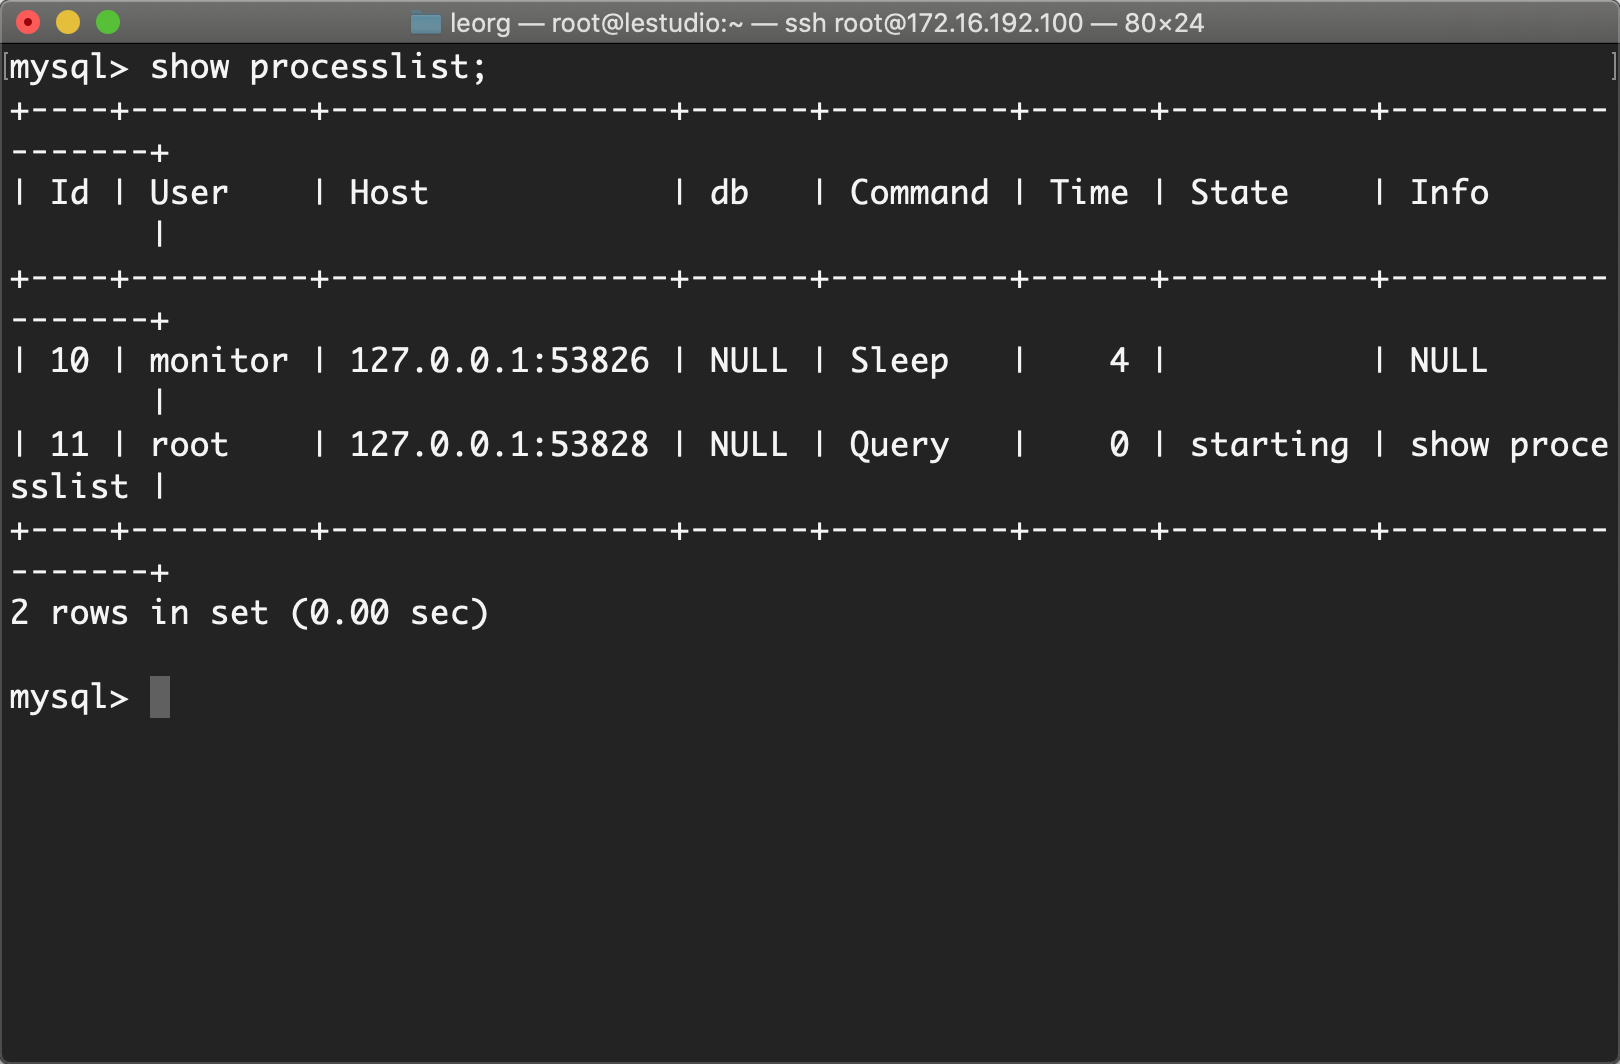 leorg — root@lestudio:~ — ssh root@172.16.192.100 — 80×24
[mysql> show processlist;                                                       ]
+----+---------+-----------------+------+---------+------+----------+-----------
-------+
| Id | User    | Host            | db   | Command | Time | State    | Info      
       |
+----+---------+-----------------+------+---------+------+----------+-----------
-------+
| 10 | monitor | 127.0.0.1:53826 | NULL | Sleep   |    4 |          | NULL      
       |
| 11 | root    | 127.0.0.1:53828 | NULL | Query   |    0 | starting | show proce
sslist |
+----+---------+-----------------+------+---------+------+----------+-----------
-------+
2 rows in set (0.00 sec)

mysql>